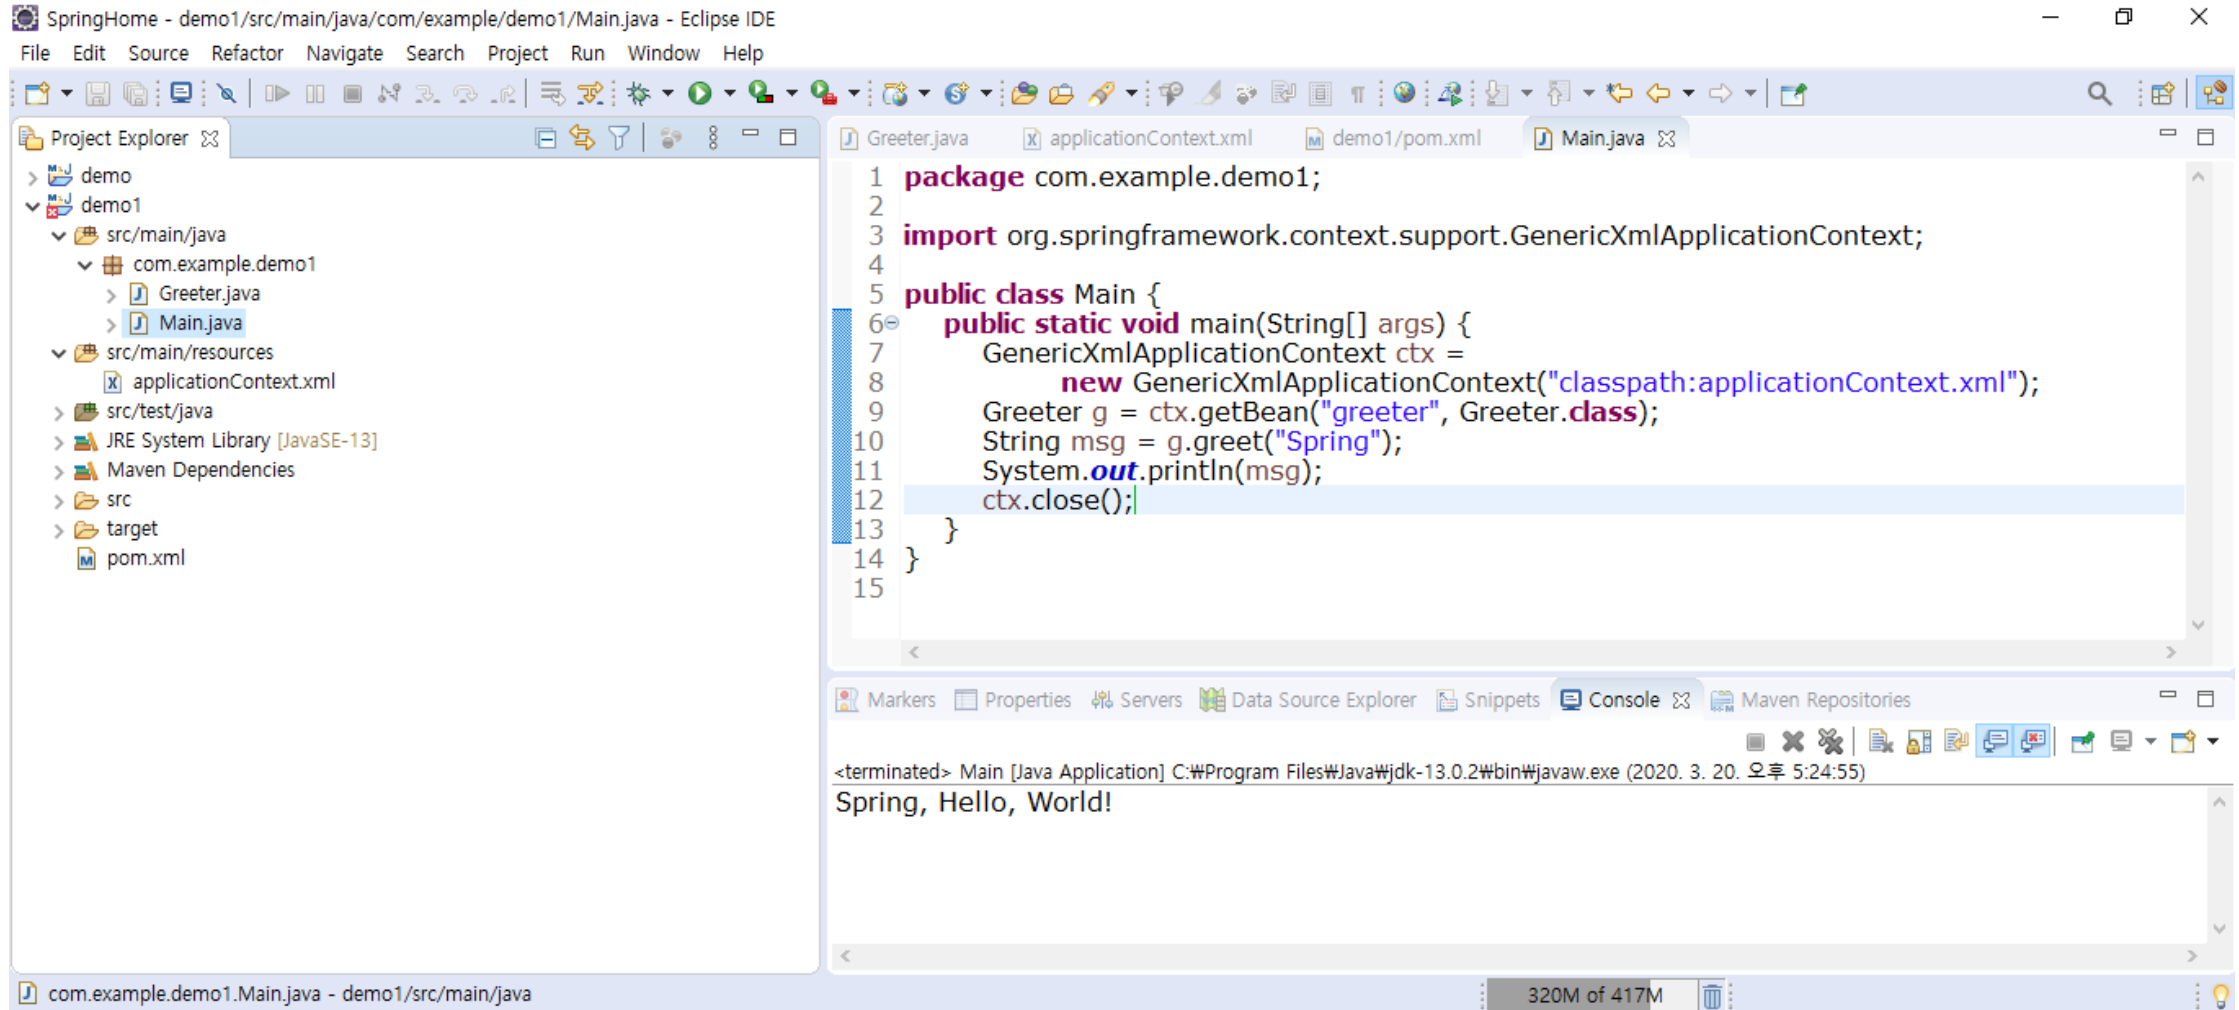 SpringHome - demo1/src/main/java/com/example/demo1/Main.java - Eclipse IDE
File Edit Source Refactor Navigate Search Project Run Window Help
Project Explorer
demo
demo1
src/main/java
com.example.demo1
Greeter.java
Main.java
src/main/resources
applicationContext.xml
src/test/java
JRE System Library [JavaSE-13]
Maven Dependencies
src
target
pom.xml
Greeter.java applicationContext.xml demo1/pom.xml Main.java
1 package com.example.demo1;
2
3 import org.springframework.context.support.GenericXmlApplicationContext;
4
5 public class Main {
6 public static void main(String[] args) {
7 GenericXmlApplicationContext ctx =
8 new GenericXmlApplicationContext("classpath:applicationContext.xml");
9 Greeter g = ctx.getBean("greeter", Greeter.class);
10 String msg = g.greet("Spring");
11 System.out.println(msg);
12 ctx.close();
13 }
14 }
15
Markers Properties Servers Data Source Explorer Snippets Console Maven Repositories
<terminated> Main [Java Application] C:₩Program Files₩Java₩jdk-13.0.2₩bin₩javaw.exe (2020. 3. 20. 오후 5:24:55)
Spring, Hello, World!
com.example.demo1.Main.java - demo1/src/main/java
320M of 417M